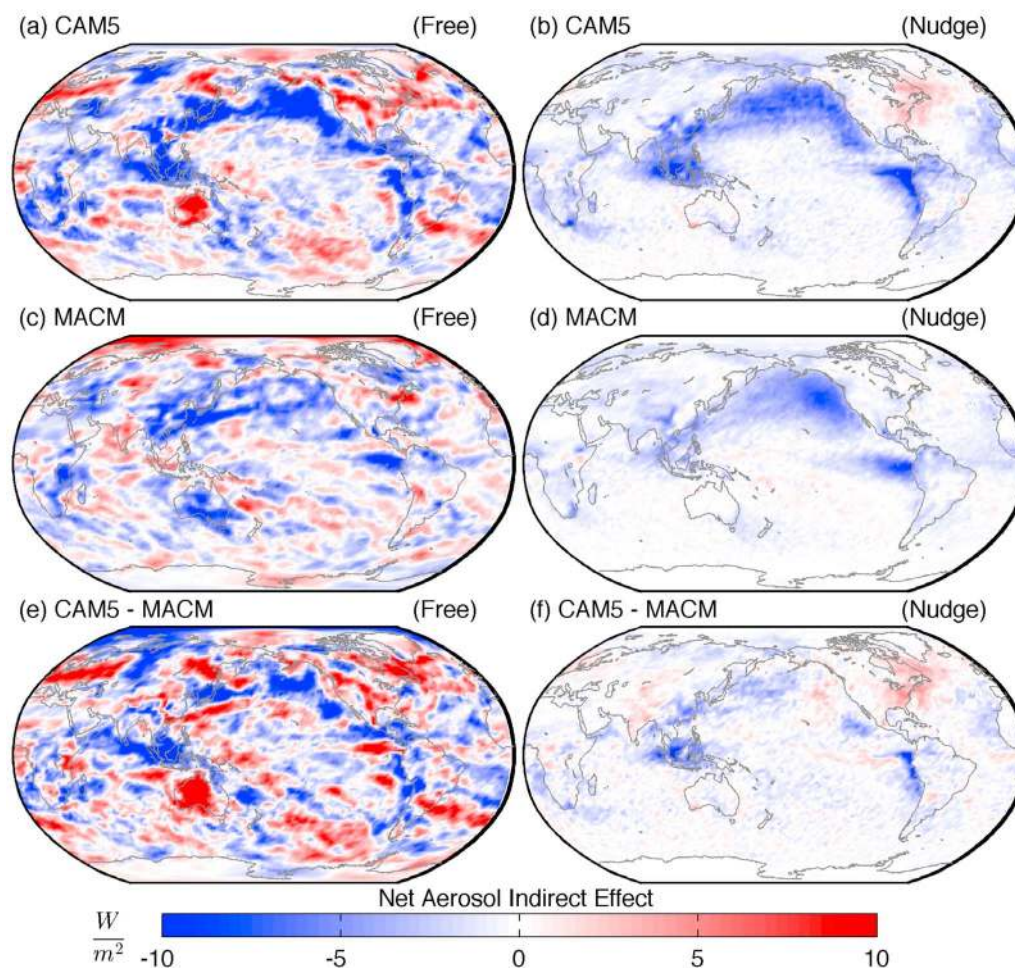 (a) CAM5 (Free) (b) CAM5 (Nudge)
(c) MACM (Free) (d) MACM (Nudge)
(e) CAM5 - MACM (Free) (f) CAM5 - MACM (Nudge)
Net Aerosol Indirect Effect
W
m²
-10 -5 0 5 10